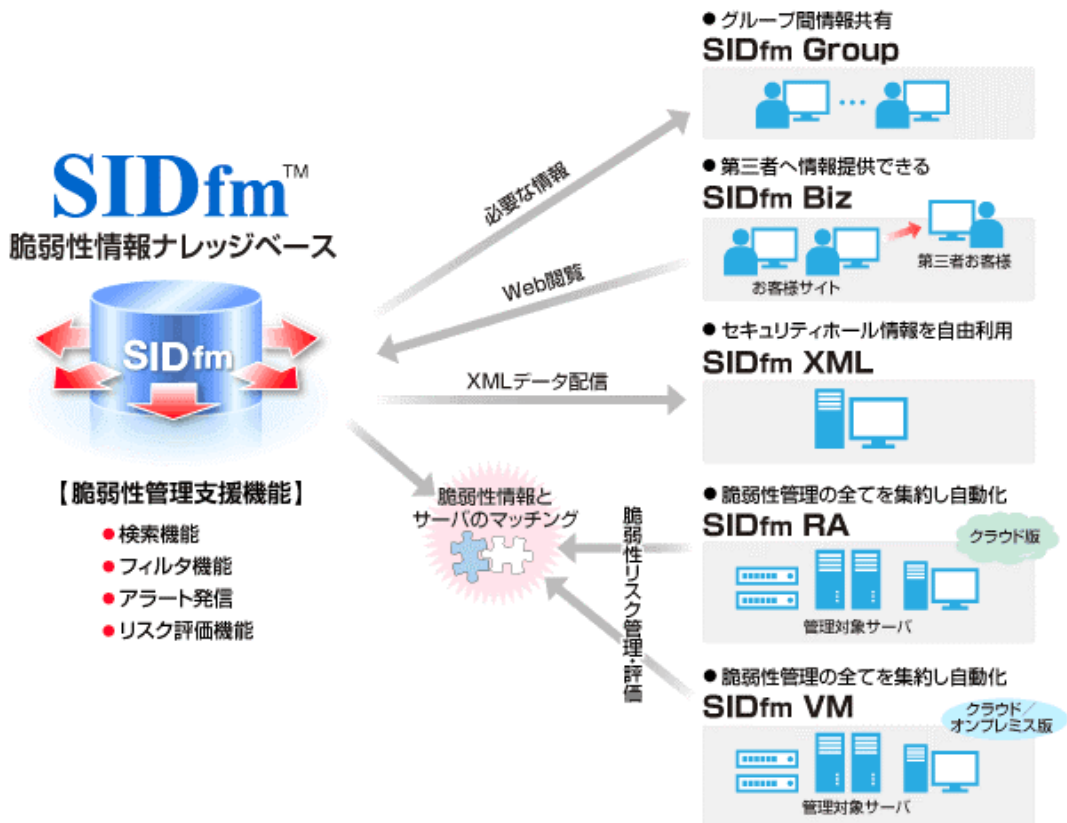 SIDfm™
脆弱性情報ナレッジベース
SIDfm
【脆弱性管理支援機能】
●検索機能
●フィルタ機能
●アラート発信
●リスク評価機能
必要な情報
Web閲覧
XMLデータ配信
脆弱性情報と
サーバのマッチング
脆弱性リスク管理・評価
●グループ間情報共有
SIDfm Group
●第三者へ情報提供できる
SIDfm Biz
お客様サイト
第三者お客様
●セキュリティホール情報を自由利用
SIDfm XML
●脆弱性管理の全てを集約し自動化
SIDfm RA
クラウド版
管理対象サーバ
●脆弱性管理の全てを集約し自動化
SIDfm VM
クラウド／
オンプレミス版
管理対象サーバ